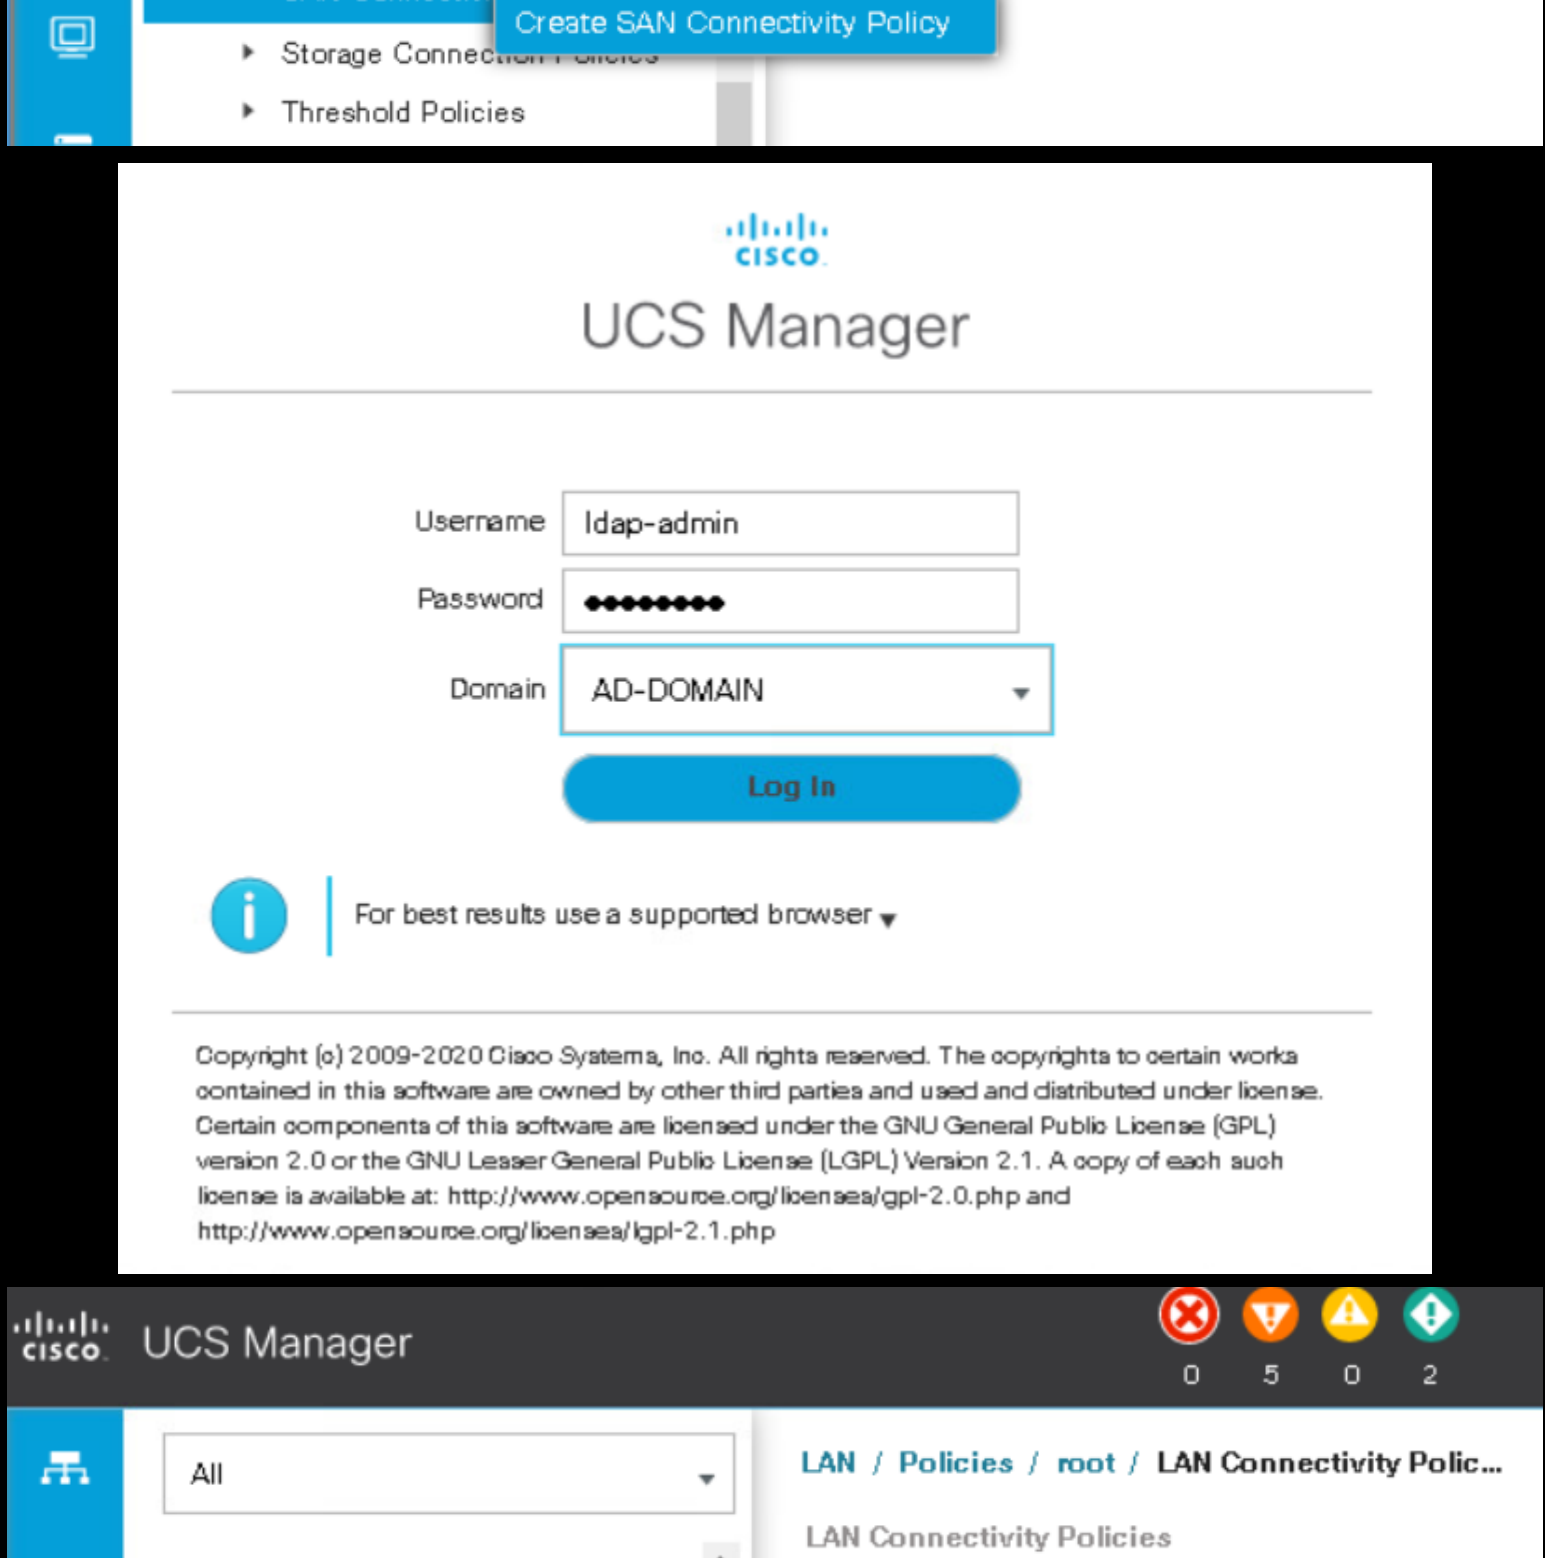 Create SAN Connectivity Policy
Storage Connection Policies
Threshold Policies
CISCO
UCS Manager
Username
ldap-admin
Password
Domain
AD-DOMAIN
Log In
For best results use a supported browser
Copyright (c) 2009-2020 Cisco Systems, Inc. All rights reserved. The copyrights to certain works
contained in this software are owned by other third parties and used and distributed under license.
Certain components of this software are licensed under the GNU General Public License (GPL)
version 2.0 or the GNU Lesser General Public License (LGPL) Version 2.1. A copy of each such
license is available at: http://www.opensource.org/licenses/gpl-2.0.php and
http://www.opensource.org/licenses/lgpl-2.1.php
CISCO
UCS Manager
0 5 0 2
All
LAN / Policies / root / LAN Connectivity Polic...
LAN Connectivity Policies